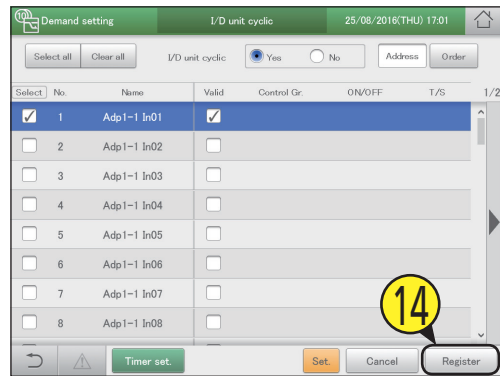 100% Demand setting I/D unit cyclic 25/08/2016(THU) 17:01
Select all Clear all I/D unit cyclic Yes No Address Order
Select No. Name Valid Control Gr. ON/OFF T/S 1/2
1 Adp1-1 In01
2 Adp1-1 In02
3 Adp1-1 In03
4 Adp1-1 In04
5 Adp1-1 In05
6 Adp1-1 In06
7 Adp1-1 In07
8 Adp1-1 In08
14
Timer set. Set. Cancel Register